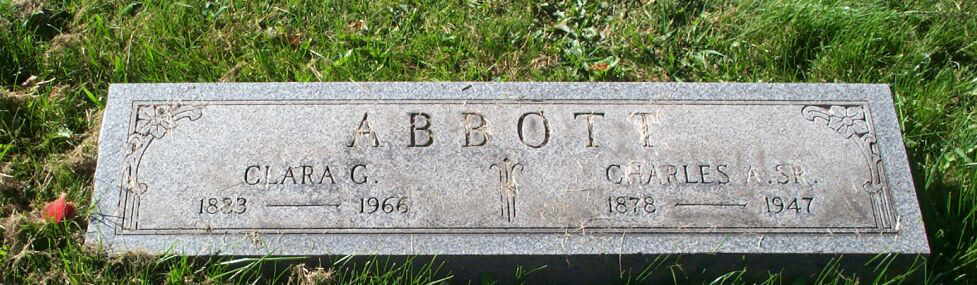 ABBOTT
CLARA G. CHARLES A. SR.
1883 — 1966 1878 — 1947